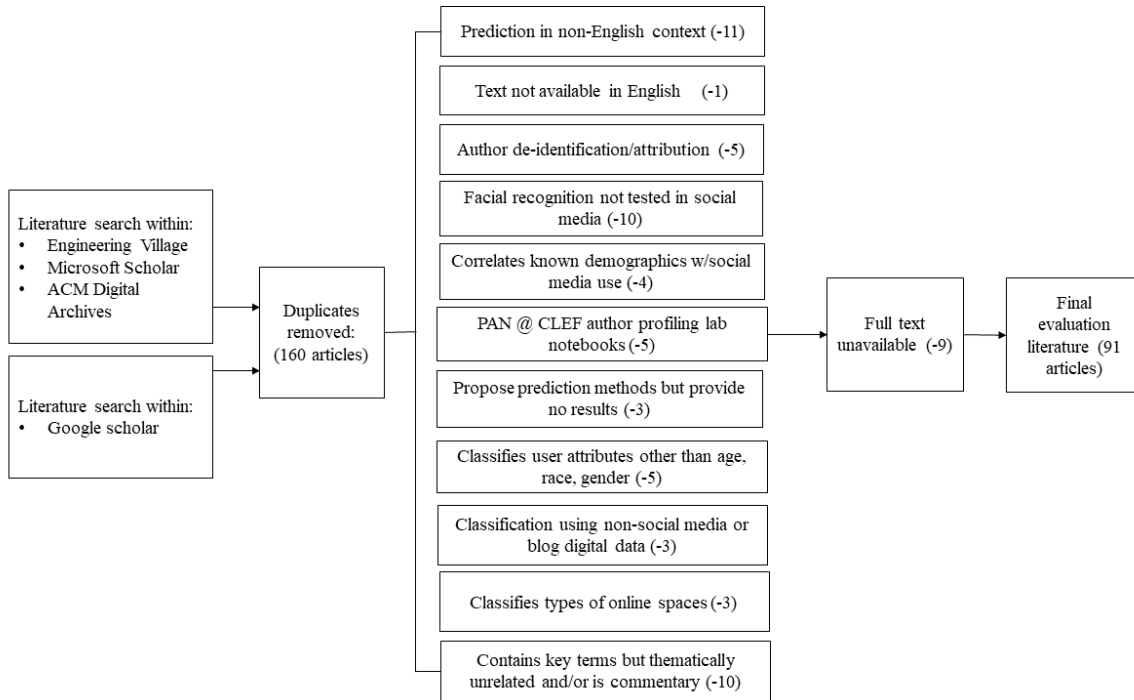 Literature search within:
• Engineering Village
• Microsoft Scholar
• ACM Digital
Archives
Literature search within:
• Google scholar
Duplicates
removed:
(160 articles)
Prediction in non-English context (-11)
Text not available in English (-1)
Author de-identification/attribution (-5)
Facial recognition not tested in social
media (-10)
Correlates known demographics w/social
media use (-4)
PAN @ CLEF author profiling lab
notebooks (-5)
Propose prediction methods but provide
no results (-3)
Classifies user attributes other than age,
race, gender (-5)
Classification using non-social media or
blog digital data (-3)
Classifies types of online spaces (-3)
Contains key terms but thematically
unrelated and/or is commentary (-10)
Full text
unavailable (-9)
Final
evaluation
literature (91
articles)